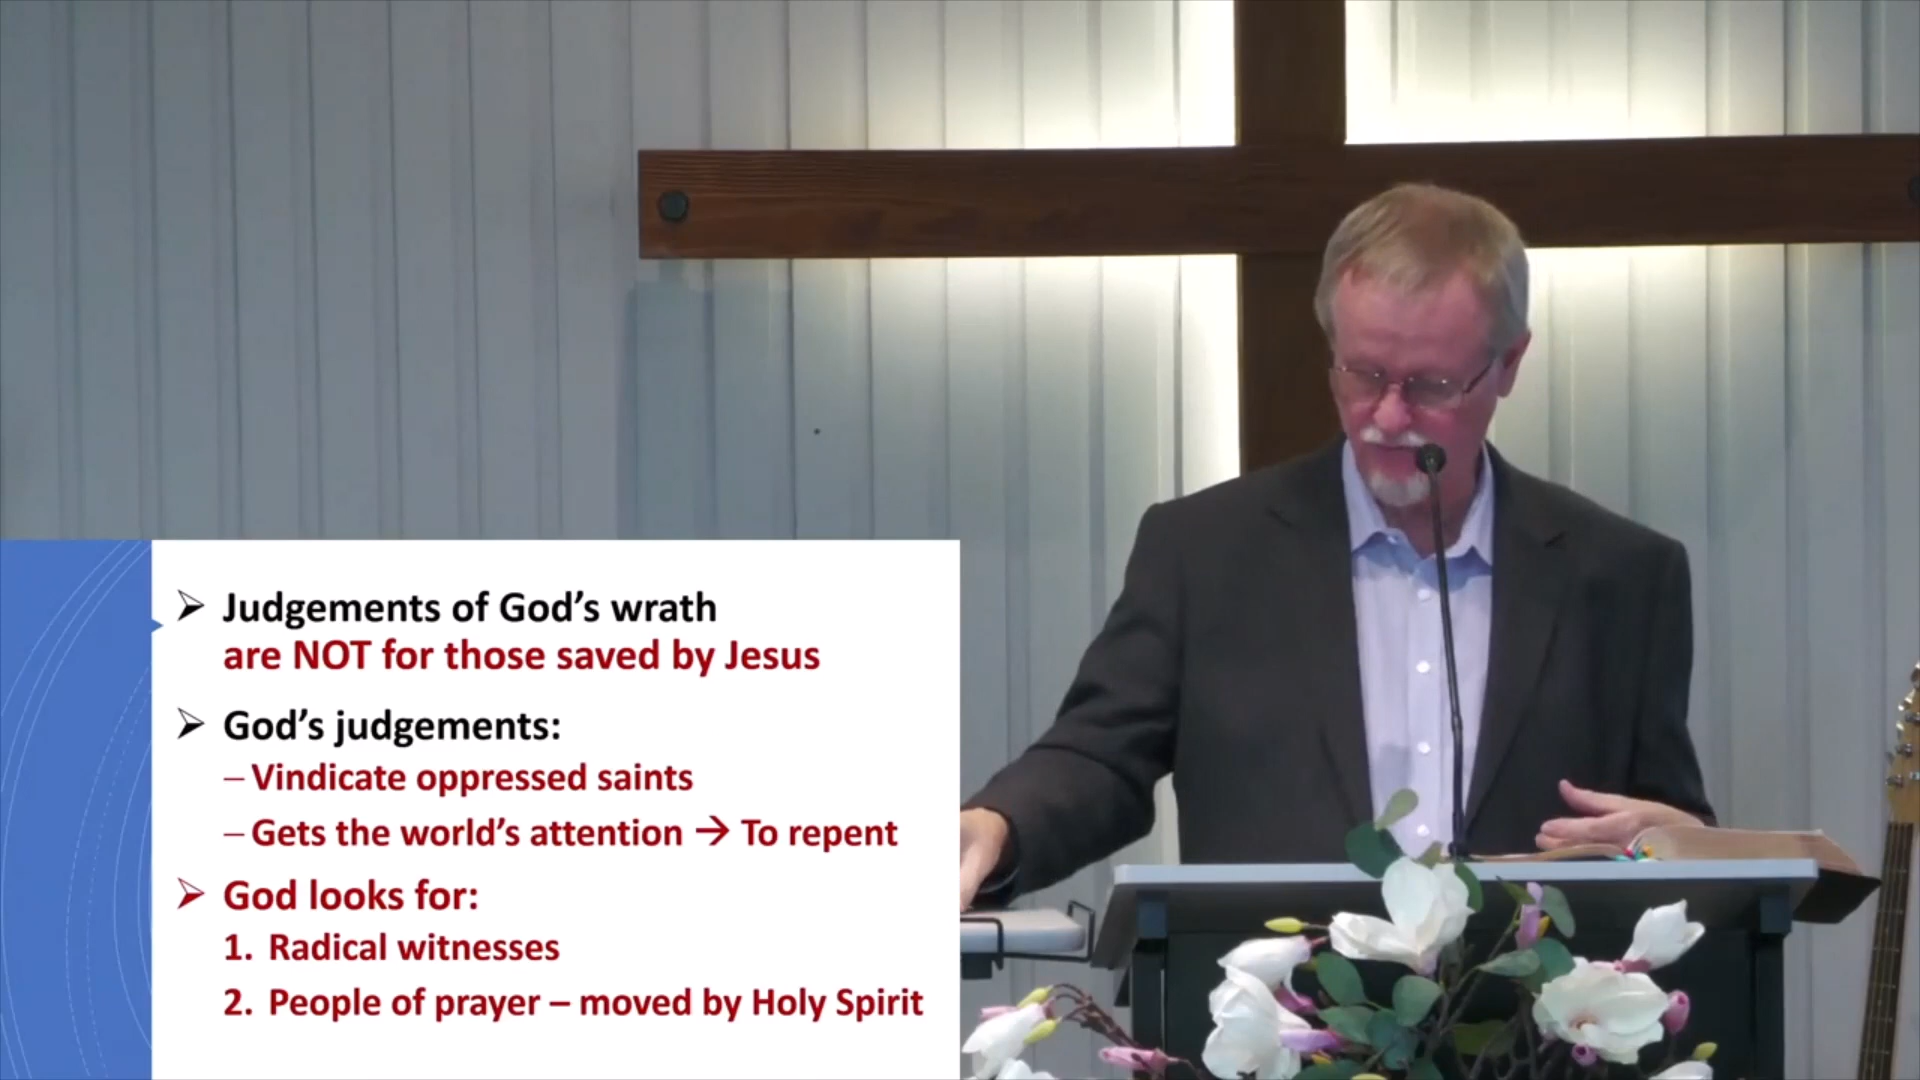 ➢ Judgements of God's wrath
are NOT for those saved by Jesus
➢ God's judgements:
– Vindicate oppressed saints
– Gets the world's attention → To repent
➢ God looks for:
1. Radical witnesses
2. People of prayer – moved by Holy Spirit